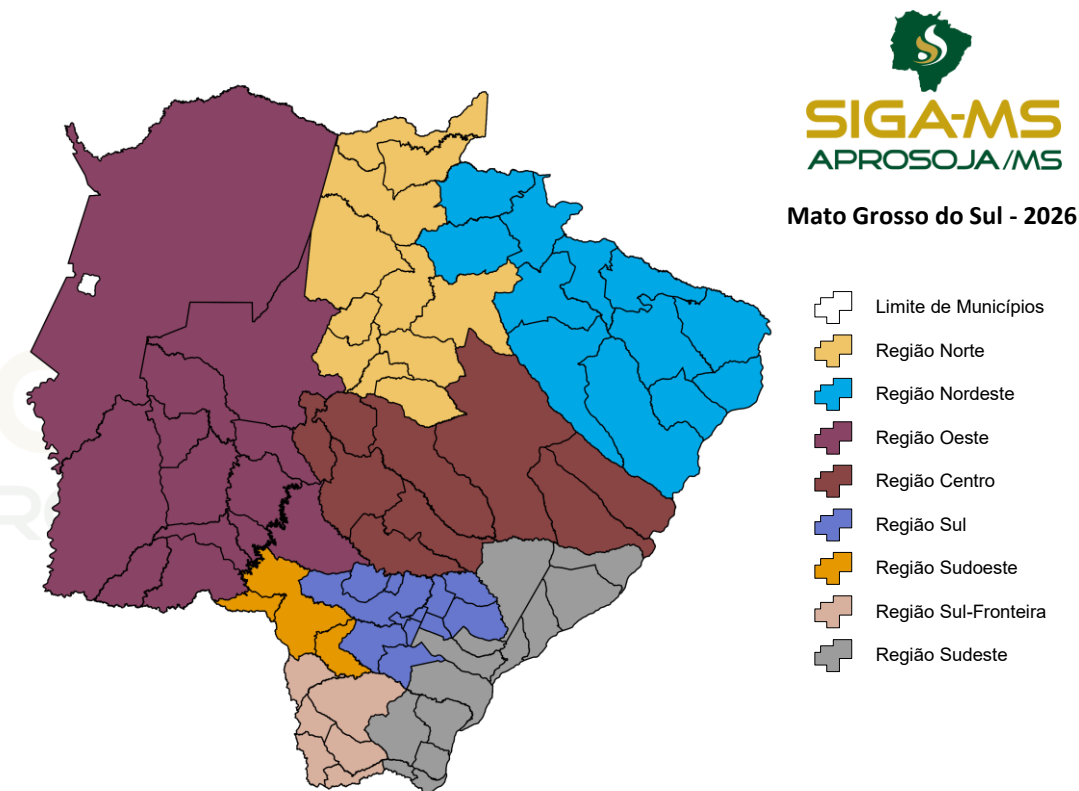 SIGA-MS
APROSOJA/MS
Mato Grosso do Sul - 2026
Limite de Municípios
Região Norte
Região Nordeste
Região Oeste
Região Centro
Região Sul
Região Sudoeste
Região Sul-Fronteira
Região Sudeste